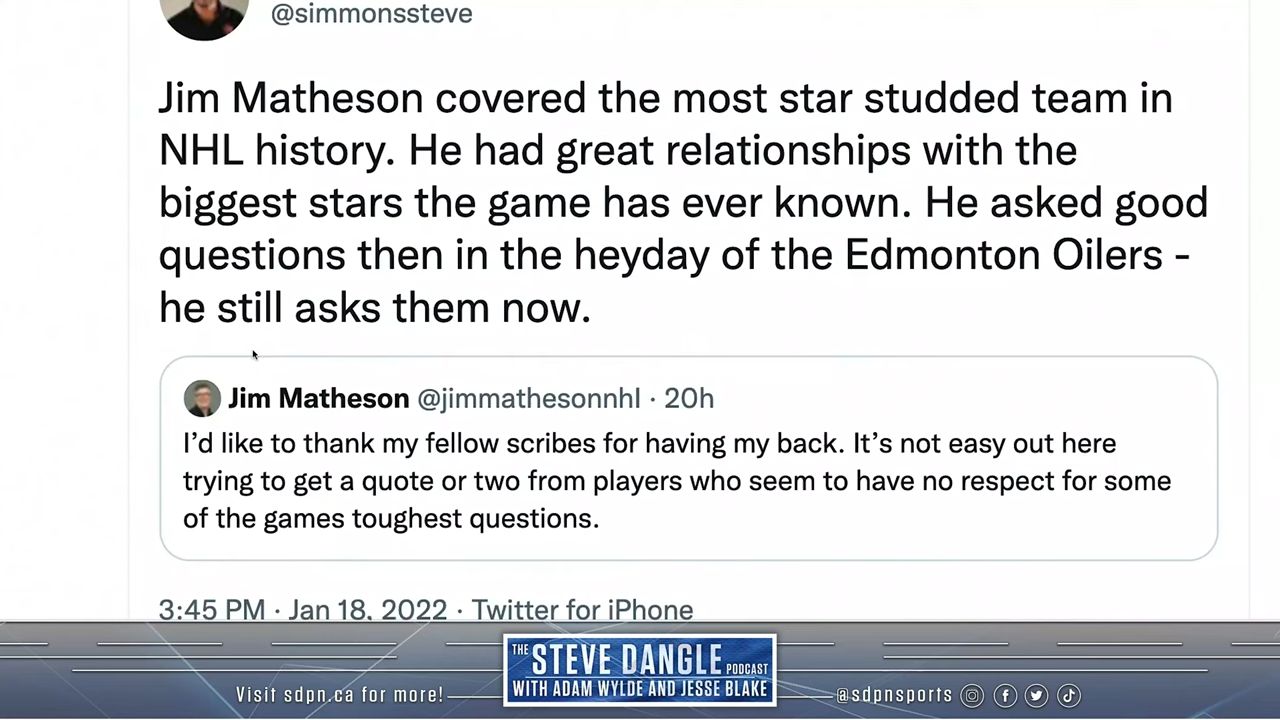 @simmonssteve
Jim Matheson covered the most star studded team in
NHL history. He had great relationships with the
biggest stars the game has ever known. He asked good
questions then in the heyday of the Edmonton Oilers -
he still asks them now.
Jim Matheson @jimmathesonnhl · 20h
I’d like to thank my fellow scribes for having my back. It’s not easy out here
trying to get a quote or two from players who seem to have no respect for some
of the games toughest questions.
3:45 PM · Jan 18, 2022 · Twitter for iPhone
Visit sdpn.ca for more!
THE STEVE DANGLE PODCAST
WITH ADAM WYLDE AND JESSE BLAKE
@sdpnsports